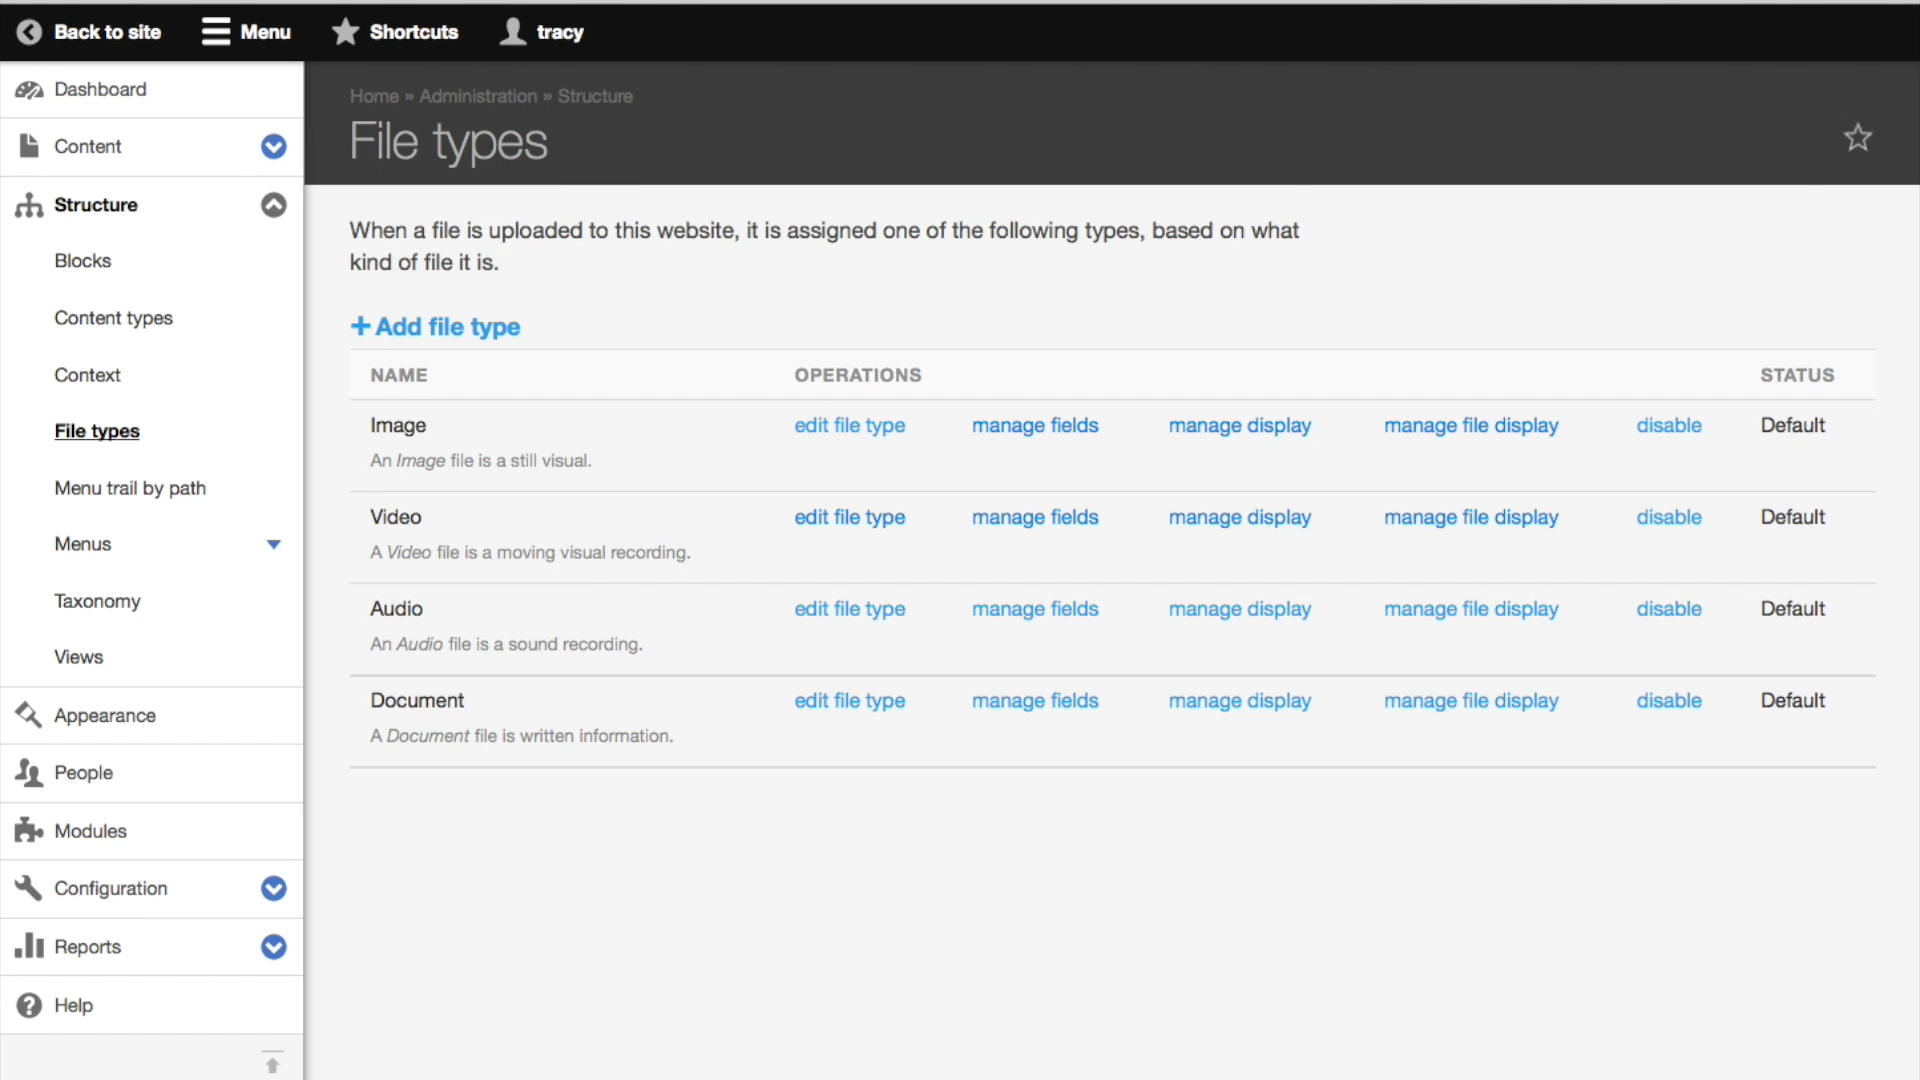 Back to site
Menu
Shortcuts
tracy
Dashboard
Content
Structure
Blocks
Content types
Context
File types
Menu trail by path
Menus
Taxonomy
Views
Appearance
People
Modules
Configuration
Reports
Help
Home » Administration » Structure
File types
When a file is uploaded to this website, it is assigned one of the following types, based on what
kind of file it is.
+ Add file type
NAME OPERATIONS STATUS
Image edit file type manage fields manage display manage file display disable Default
An Image file is a still visual.
Video edit file type manage fields manage display manage file display disable Default
A Video file is a moving visual recording.
Audio edit file type manage fields manage display manage file display disable Default
An Audio file is a sound recording.
Document edit file type manage fields manage display manage file display disable Default
A Document file is written information.